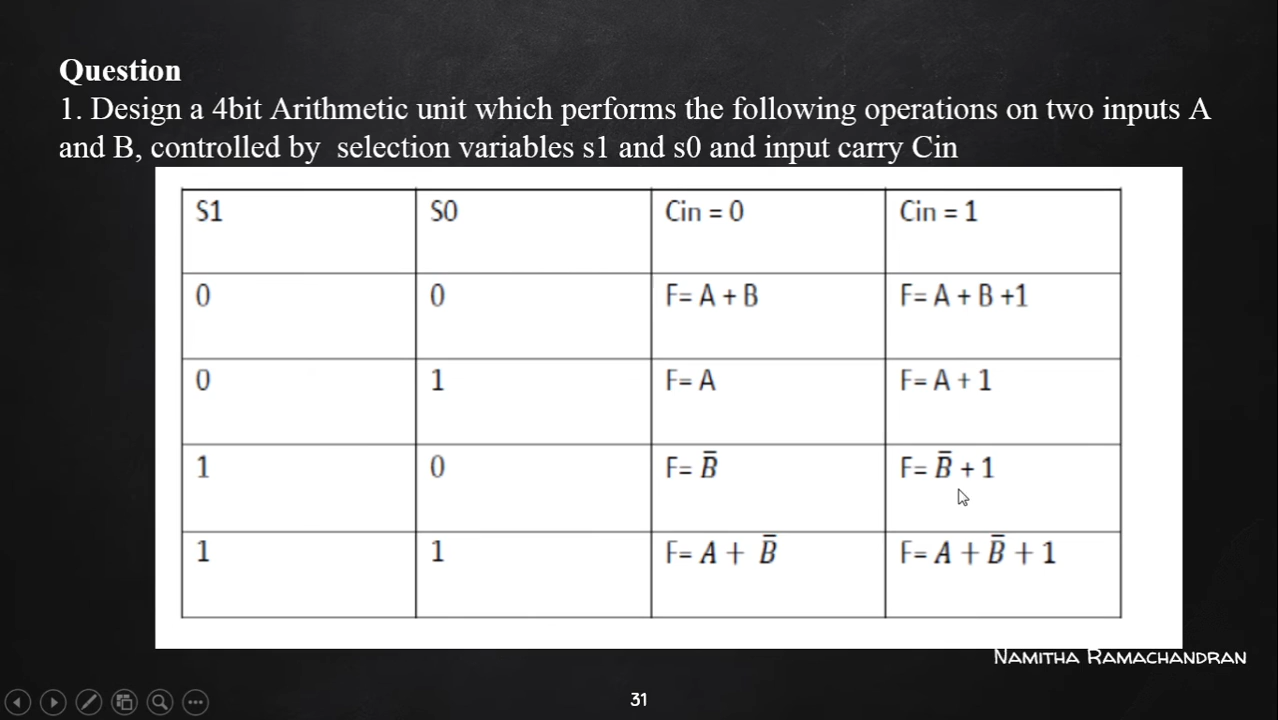 Question
1. Design a 4bit Arithmetic unit which performs the following operations on two inputs A
and B, controlled by selection variables s1 and s0 and input carry Cin
S1 S0 Cin = 0 Cin = 1
0 0 F= A + B F= A + B +1
0 1 F= A F= A + 1
1 0 F= B̅ F= B̅ + 1
1 1 F= A + B̅ F= A + B̅ + 1
NAMITHA RAMACHANDRAN
31